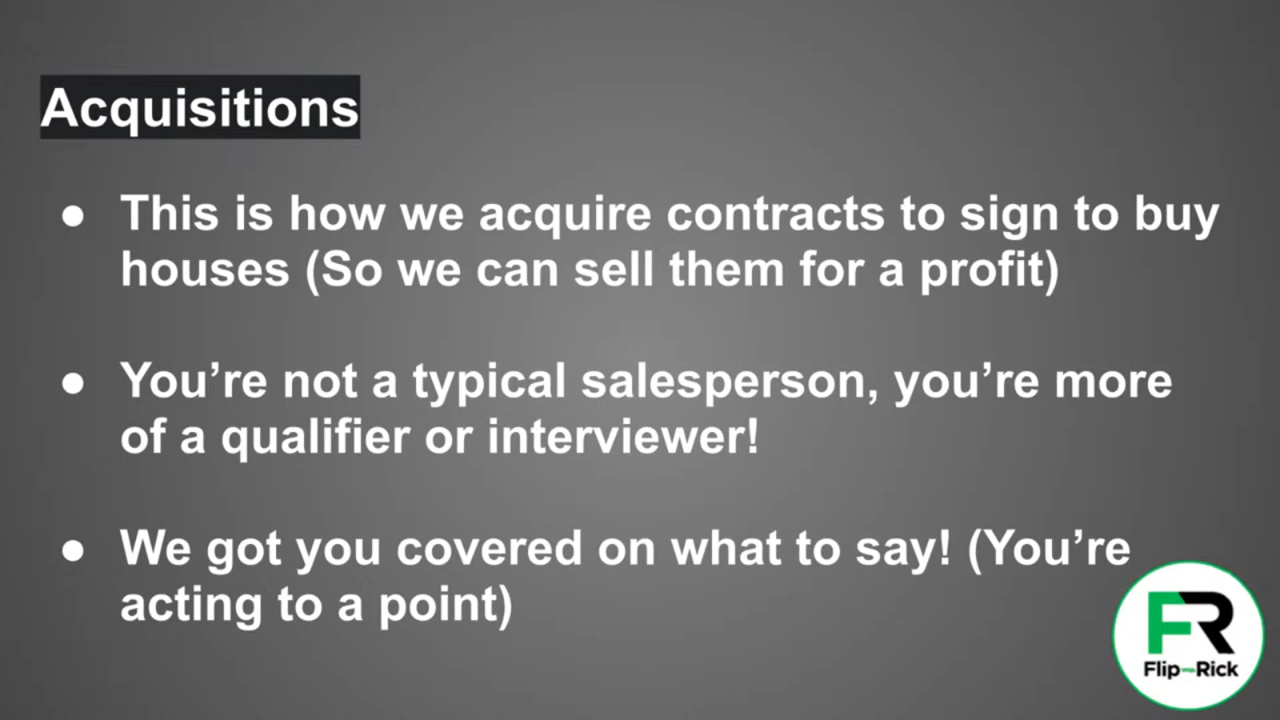 Acquisitions
● This is how we acquire contracts to sign to buy
houses (So we can sell them for a profit)
● You’re not a typical salesperson, you’re more
of a qualifier or interviewer!
● We got you covered on what to say! (You’re
acting to a point)
FR
Flip Rick